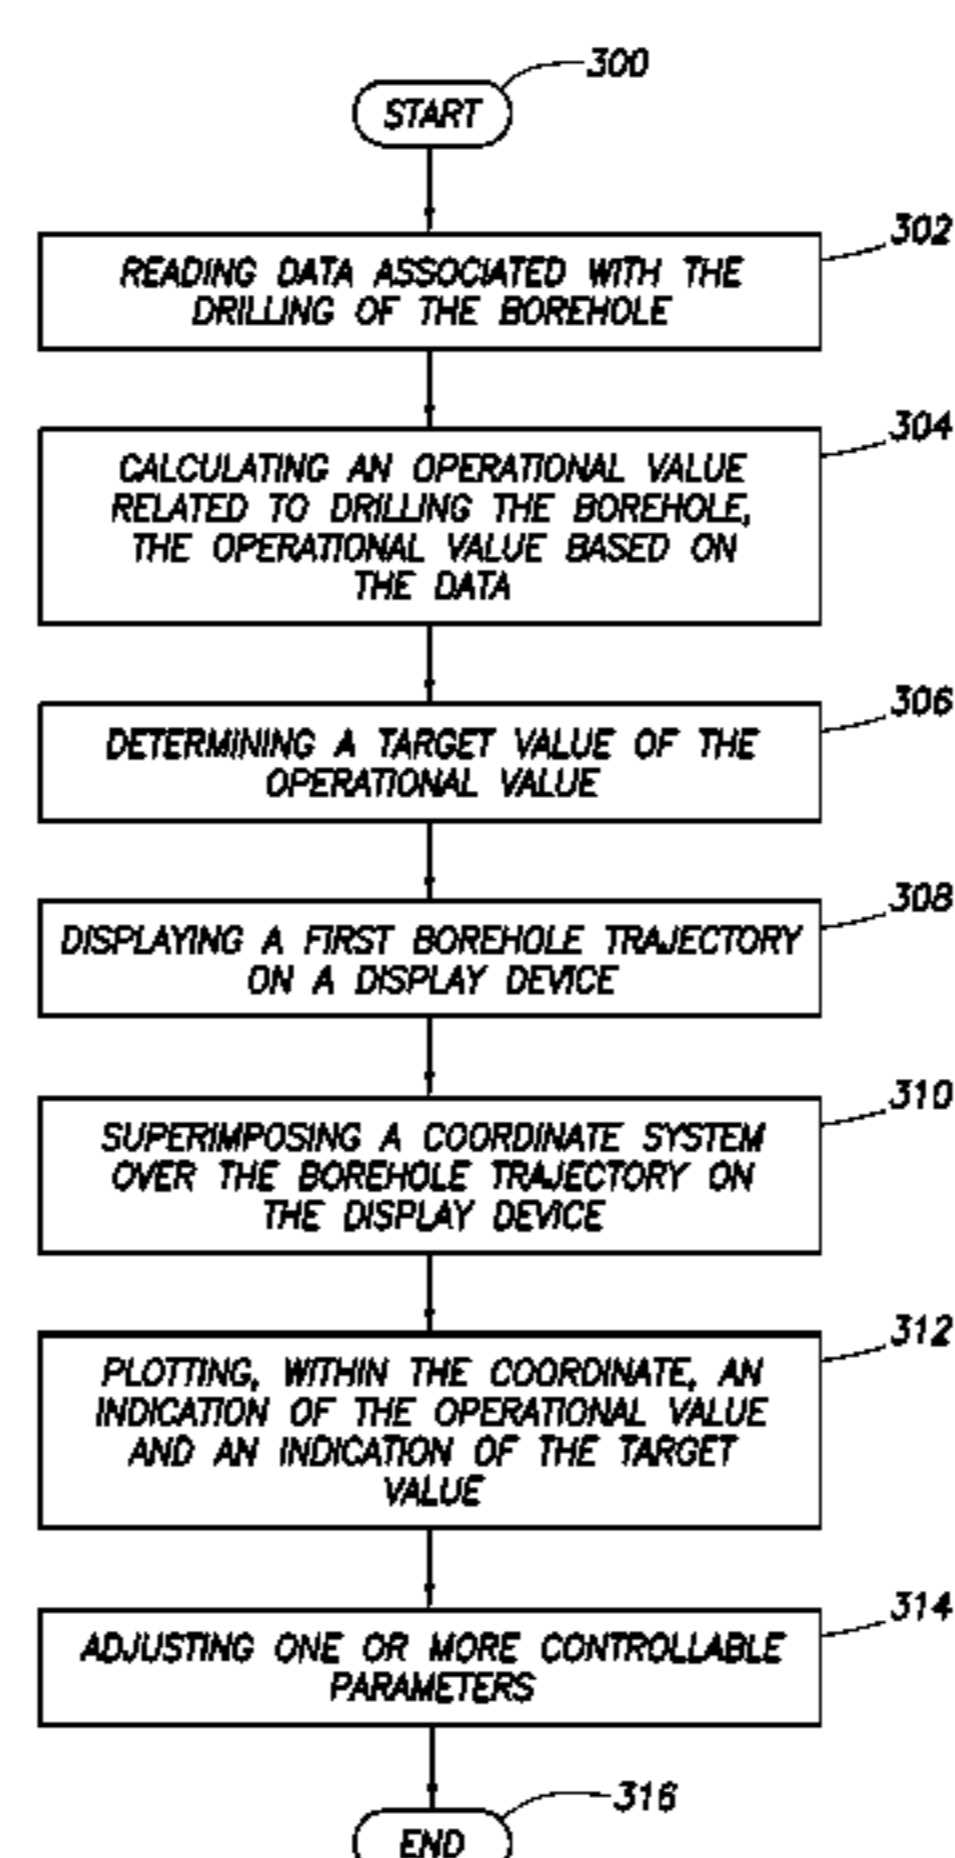 300
START
302
READING DATA ASSOCIATED WITH THE
DRILLING OF THE BOREHOLE
304
CALCULATING AN OPERATIONAL VALUE
RELATED TO DRILLING THE BOREHOLE,
THE OPERATIONAL VALUE BASED ON
THE DATA
306
DETERMINING A TARGET VALUE OF THE
OPERATIONAL VALUE
308
DISPLAYING A FIRST BOREHOLE TRAJECTORY
ON A DISPLAY DEVICE
310
SUPERIMPOSING A COORDINATE SYSTEM
OVER THE BOREHOLE TRAJECTORY ON
THE DISPLAY DEVICE
312
PLOTTING, WITHIN THE COORDINATE, AN
INDICATION OF THE OPERATIONAL VALUE
AND AN INDICATION OF THE TARGET
VALUE
314
ADJUSTING ONE OR MORE CONTROLLABLE
PARAMETERS
316
END